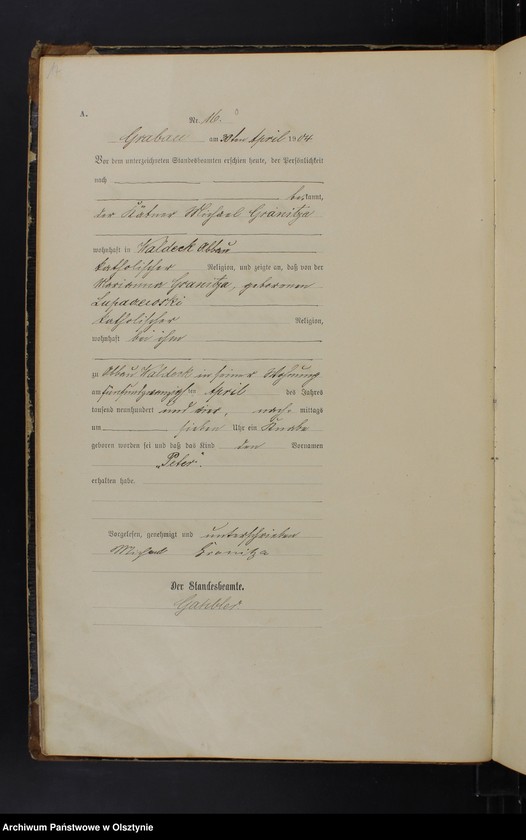 A.
Nr. 16.
Grabau am 30ten April 1904
Vor dem unterzeichneten Standesbeamten erschien heute, der Persönlichkeit
nach
bekannt,
der Kätner Michael Granitza
wohnhaft in Waldeck Abbau
katholischer Religion, und zeigte an, daß von der
Marianna Granitza, geborenen
katholischer Religion,
wohnhaft bei ihm
zu Abbau Waldeck in seiner Wohnung
am fünfundzwanzigsten April des Jahres
tausend neunhundert und vier, nach mittags
um sieben Uhr ein Knabe
geboren worden sei und daß das Kind den Vornamen
„Peter“.
erhalten habe.
Vorgelesen, genehmigt und unterschrieben
Michael Granitza
Der Standesbeamte.
Archiwum Państwowe w Olsztynie